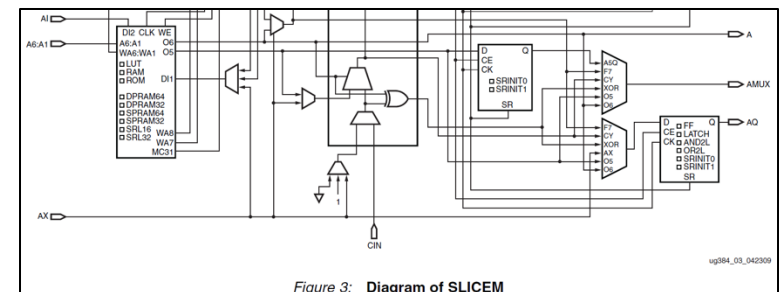 AI
DI2 CLK WE
A6:A1
A6:A1 O6
WA6:WA1 O5
LUT
RAM
ROM
DI1
DPRAM64
DPRAM32
SPRAM64
SPRAM32
SRL16
SRL32
WA8
WA7
MC31
AX
1
CIN
D Q
CE
CK
SRINIT0
SRINIT1
SR
A5Q
F7
CY
XOR
O5
O6
A
AMUX
F7
CY
XOR
AX
O5
O6
D Q
CE
CK
FF
LATCH
AND2L
OR2L
SRINIT0
SRINIT1
SR
AQ
ug384_03_042309
Figure 3: Diagram of SLICEM